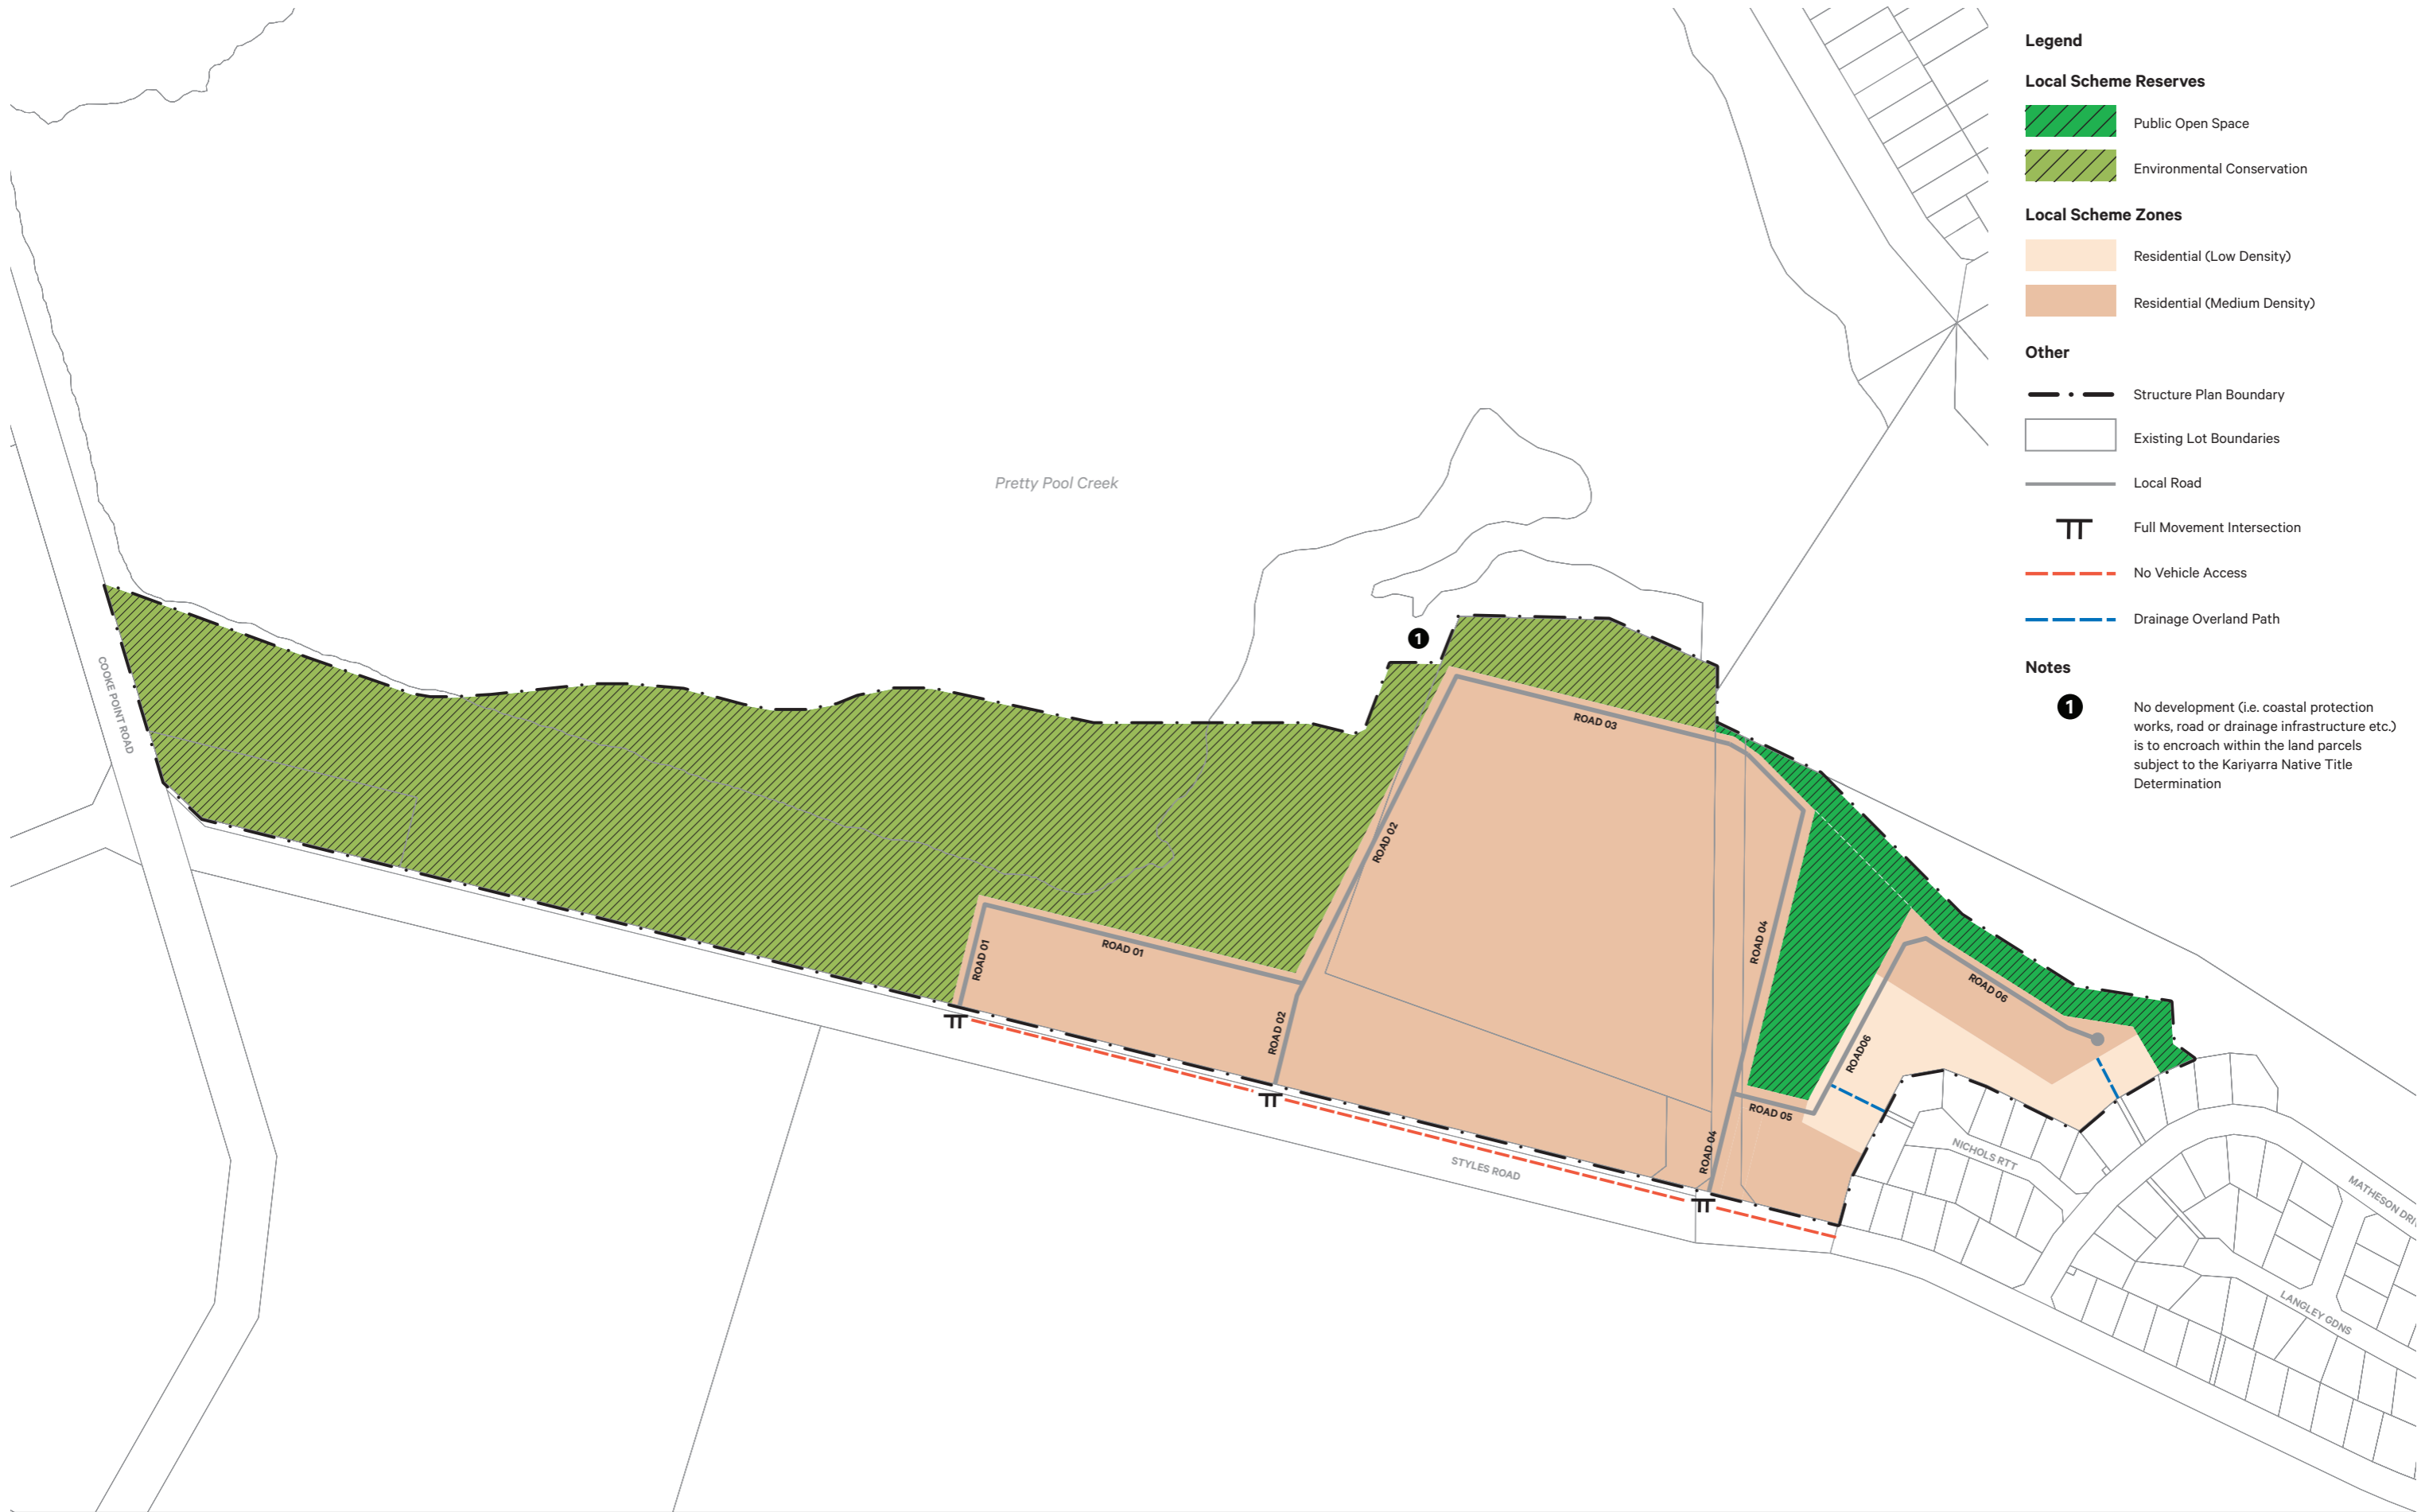 Legend
Local Scheme Reserves
Public Open Space
Environmental Conservation
Local Scheme Zones
Residential (Low Density)
Residential (Medium Density)
Other
Structure Plan Boundary
Existing Lot Boundaries
Local Road
Full Movement Intersection
No Vehicle Access
Drainage Overland Path
Notes
1
No development (i.e. coastal protection
works, road or drainage infrastructure etc.)
is to encroach within the land parcels
subject to the Kariyarra Native Title
Determination
Pretty Pool Creek
1
COOKE POINT ROAD
ROAD 03
ROAD 02
ROAD 01
ROAD 01
ROAD 02
ROAD 04
ROAD 06
ROAD06
ROAD 05
ROAD 04
STYLES ROAD
NICHOLS RTT
MATHESON DRI
LANGLEY GDNS